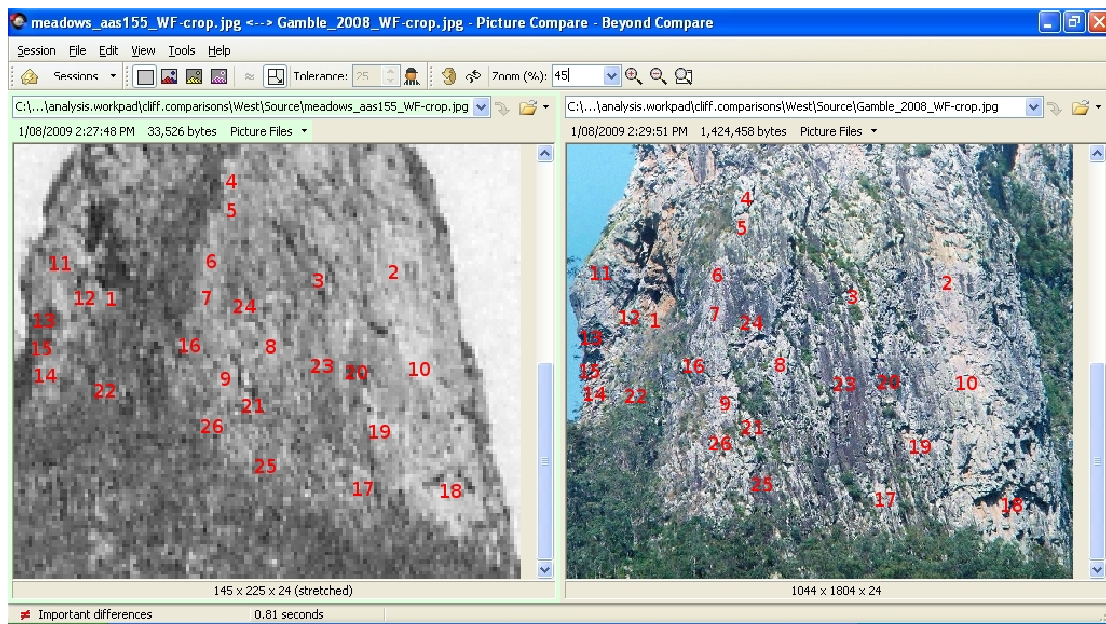 meadows_aas155_WF-crop.jpg <--> Gamble_2008_WF-crop.jpg - Picture Compare - Beyond Compare
Session File Edit View Tools Help
Sessions Tolerance: 25 Zoom (%): 45
C:\...\analysis.workpad\cliff.comparisons\West\Source\meadows_aas155_WF-crop.jpg
1/08/2009 2:27:48 PM 33,526 bytes Picture Files
4
5
11 6 2
12 1 7 24 3
13
15 16 8
14 22 9 23 20 10
21
26 19
25
17 18
145 x 225 x 24 (stretched)
C:\...\analysis.workpad\cliff.comparisons\West\Source\Gamble_2008_WF-crop.jpg
1/08/2009 2:29:51 PM 1,424,458 bytes Picture Files
4
5
11 6 2
12 1 7 24 3
13
15 16 8
14 22 9 23 20 10
21
26 19
25
17 18
1044 x 1804 x 24
≠ Important differences 0.81 seconds